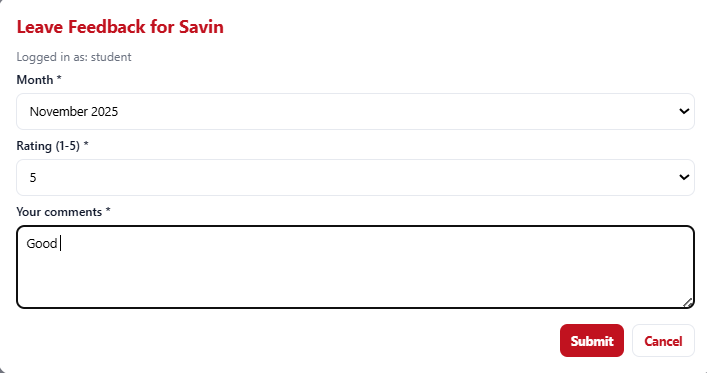 Leave Feedback for Savin
Logged in as: student
Month *
November 2025
Rating (1-5) *
5
Your comments *
Good
Submit
Cancel